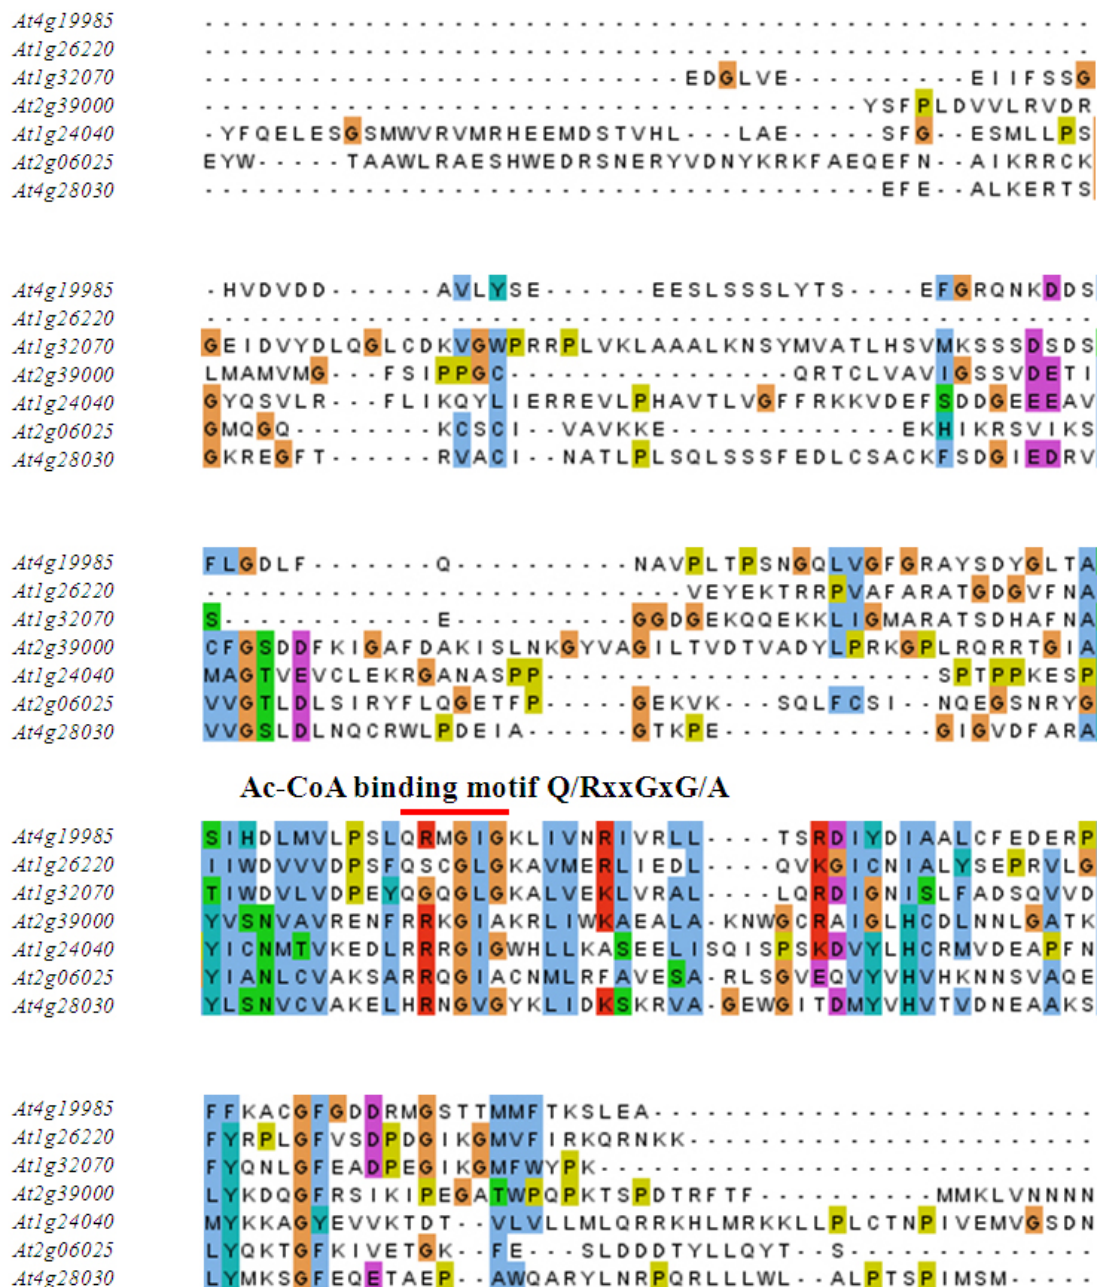 At4g19985 --------------------------------------------------
At1g26220 --------------------------------------------------
At1g32070 ---------------------------EDGLVE----------EIIFSSG
At2g39000 -------------------------------------YSFPLDVVLRVDR
At1g24040 -YFQELESGSMWVRVMRHEEMDSTVHL---LAE-----SFG--ESMLLPS
At2g06025 EYW-----TAAWLRAESHWEDRSNERYVDNYKRKFAEQEFN--AIKRRCK
At4g28030 --------------------------------------EFE--ALKERTS
At4g19985 -HVDVDD------AVLYSE------EESLSSSLYTS----EFGRQNKDDS
At1g26220 --------------------------------------------------
At1g32070 GEIDVYDLQGLCDKVGWPRRPLVKLAAALKNSYMVATLHSVMKSSSDSDS
At2g39000 LMAMVMG---FSIPPGC----------------QRTCLVAVIGSSVDETI
At1g24040 GYQSVLR---FLIKQYLIERREVLPHAVTLVGFFRKKVDEFSDDGEEEAV
At2g06025 GMQGQ--------KCSCI--VAVKKE-------------EKHIKRSVIKS
At4g28030 GKREGFT------RVACI--NATLPLSQLSSSFEDLCSACKFSDGIEDRV
At4g19985 FLGDLF-------Q----------NAVPLTPSNGQLVGFGRAYSDYGLTA
At1g26220 ---------------------------VEYEKTRRPVAFARATGDGVFNA
At1g32070 S------------E----------GGDGEKQQEKKLIGMARATSDHAFNA
At2g39000 CFGSDDFKIGAFDAKISLNKGYVAGILTVDTVADYLPRKGPLRQRRTGIA
At1g24040 MAGTVEVCLEKRGANASPP----------------------SPTPPKESP
At2g06025 VVGTLDLSIRYFLQGETFP-----GEKVK---SQLFCSI--NQEGSNRYG
At4g28030 VVGSLDLNQCRWLPDEIA------GTKPE------------GIGVDFARA
Ac-CoA binding motif Q/RxxGxG/A
At4g19985 SIHDLMVLPSLQRMGIGKLIVNRIVRLL----TSRDIYDIAALCFEDERP
At1g26220 IIWDVVVDPSFQSCGLGKAVMERLIEDL----QVKGICNIALYSEPRVLG
At1g32070 TIWDVLVDPEYQGQGLGKALVEKLVRAL----LQRDIGNISLFADSQVVD
At2g39000 YVSNVAVRENFRRKGIAKRLIWKAEALA-KNWGCRAIGLHCDLNNLGATK
At1g24040 YICNMTVKEDLRRRGIGWHLLKASEELISQISPSKDVYLHCRMVDEAPFN
At2g06025 YIANLCVAKSARRQGIACNMLRFAVESA-RLSGVEQVYVHVHKNNSVAQE
At4g28030 YLSNVCVAKELHRNGVGYKLIDKSKRVA-GEWGITDMYVHVTVDNEAAKS
At4g19985 FFKACGFGDDRMGSTTMMFTKSLEA-------------------------
At1g26220 FYRPLGFVSDPDGIKGMVFIRKQRNKK-----------------------
At1g32070 FYQNLGFEADPEGIKGMFWYPK----------------------------
At2g39000 LYKDQGFRSIKIPEGATWPQPKTSPDTRFTF----------MMKLVNNNN
At1g24040 MYKKAGYEVVKTDT--VLVLLMLQRRKHLMRKKLLPLCTNPIVEMVGSDN
At2g06025 LYQKTGFKIVETGK--FE---SLDDDTYLLQYT--S--------------
At4g28030 LYMKSGFEQETAEP--AWQARYLNRPQRLLLLWL--ALPTSPIMSM----